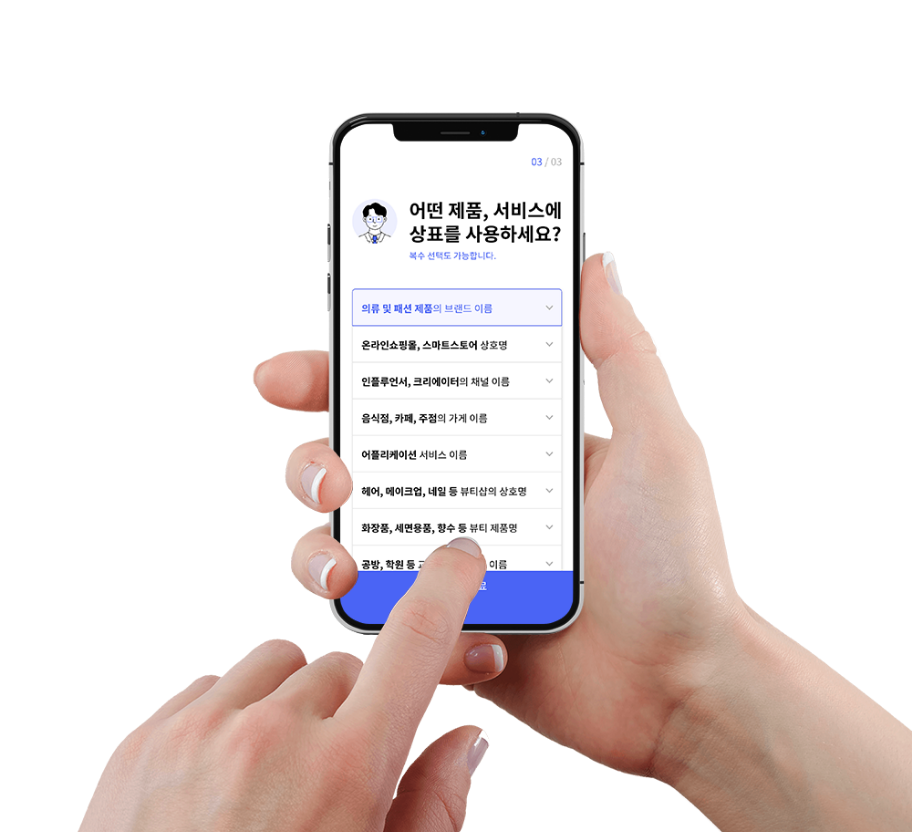 03 / 03
어떤 제품, 서비스에
상표를 사용하세요?
복수 선택도 가능합니다.
의류 및 패션 제품의 브랜드 이름
온라인쇼핑몰, 스마트스토어 상호명
인플루언서, 크리에이터의 채널 이름
음식점, 카페, 주점의 가게 이름
어플리케이션 서비스 이름
헤어, 메이크업, 네일 등 뷰티샵의 상호명
화장품, 세면용품, 향수 등 뷰티 제품명
공방, 학원 등 이름